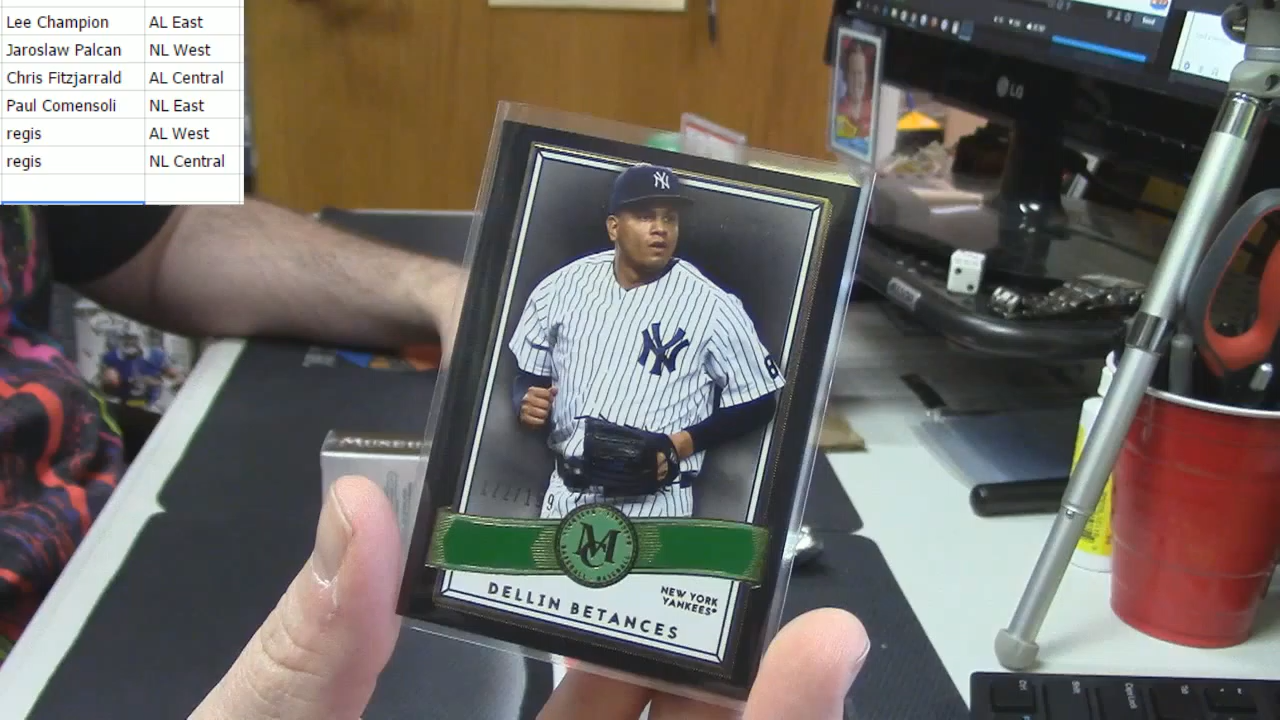 Lee Champion AL East
Jaroslaw Palcan NL West
Chris Fitzjarrald AL Central
Paul Comensoli NL East
regis AL West
regis NL Central
LG
NY
NY
MC
DELLIN BETANCES
NEW YORK
YANKEES®